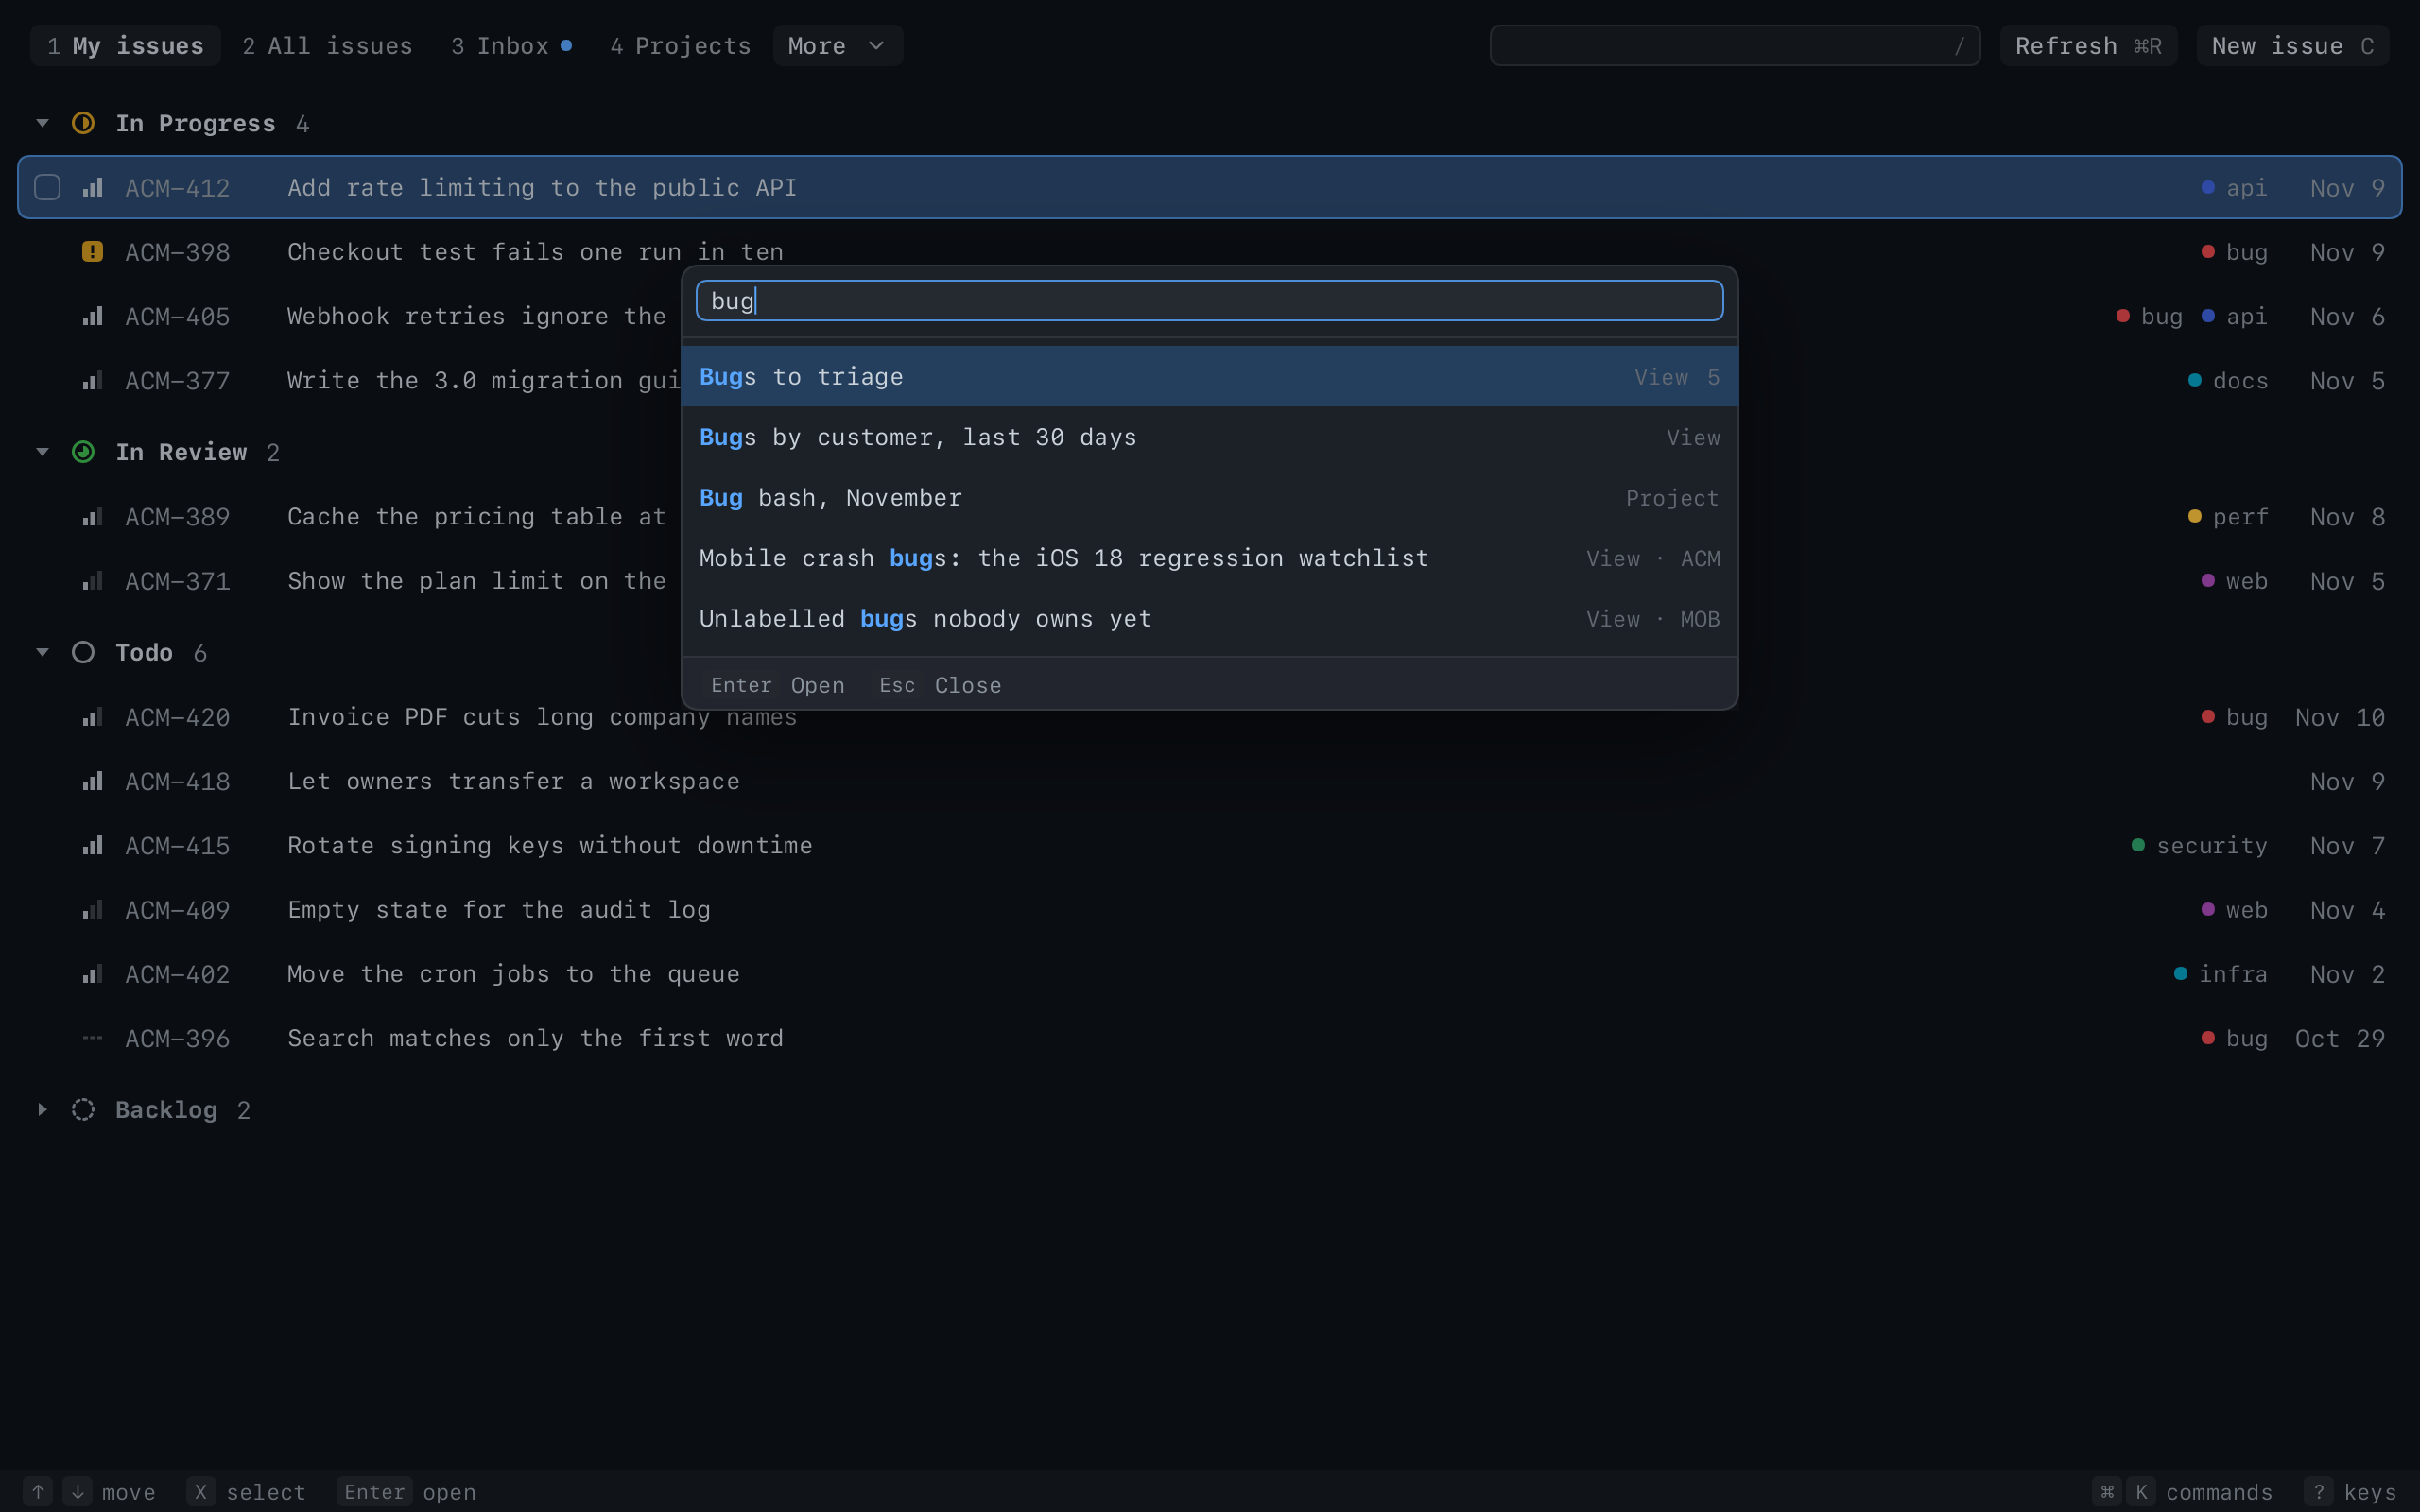 1 My issues 2 All issues 3 Inbox 4 Projects More / Refresh ⌘R New issue C
In Progress 4
ACM-412 Add rate limiting to the public API api Nov 9
ACM-398 Checkout test fails one run in ten bug Nov 9
ACM-405 Webhook retries ignore the bug api Nov 6
ACM-377 Write the 3.0 migration gui docs Nov 5
In Review 2
ACM-389 Cache the pricing table at perf Nov 8
ACM-371 Show the plan limit on the web Nov 5
Todo 6
ACM-420 Invoice PDF cuts long company names bug Nov 10
ACM-418 Let owners transfer a workspace Nov 9
ACM-415 Rotate signing keys without downtime security Nov 7
ACM-409 Empty state for the audit log web Nov 4
ACM-402 Move the cron jobs to the queue infra Nov 2
ACM-396 Search matches only the first word bug Oct 29
Backlog 2
bug
Bugs to triage View 5
Bugs by customer, last 30 days View
Bug bash, November Project
Mobile crash bugs: the iOS 18 regression watchlist View · ACM
Unlabelled bugs nobody owns yet View · MOB
Enter Open Esc Close
↑ ↓ move X select Enter open ⌘ K commands ? keys